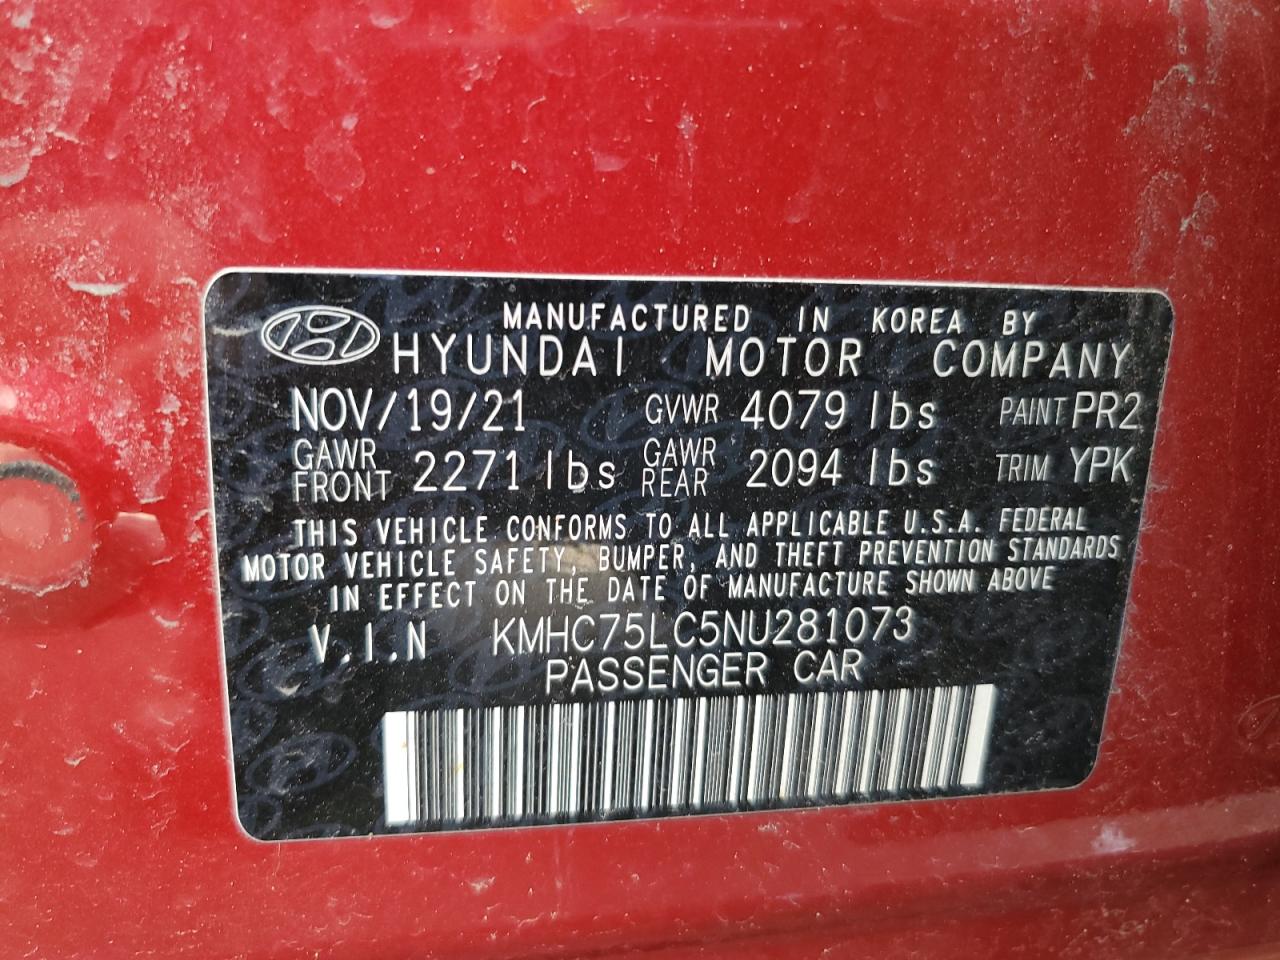 MANUFACTURED IN KOREA BY
HYUNDAI MOTOR COMPANY
NOV/19/21 GVWR 4079 lbs PAINT PR2
GAWR FRONT 2271 lbs GAWR REAR 2094 lbs TRIM YPK
THIS VEHICLE CONFORMS TO ALL APPLICABLE U.S.A. FEDERAL
MOTOR VEHICLE SAFETY, BUMPER, AND THEFT PREVENTION STANDARDS
IN EFFECT ON THE DATE OF MANUFACTURE SHOWN ABOVE
V.I.N KMHC75LC5NU281073
PASSENGER CAR